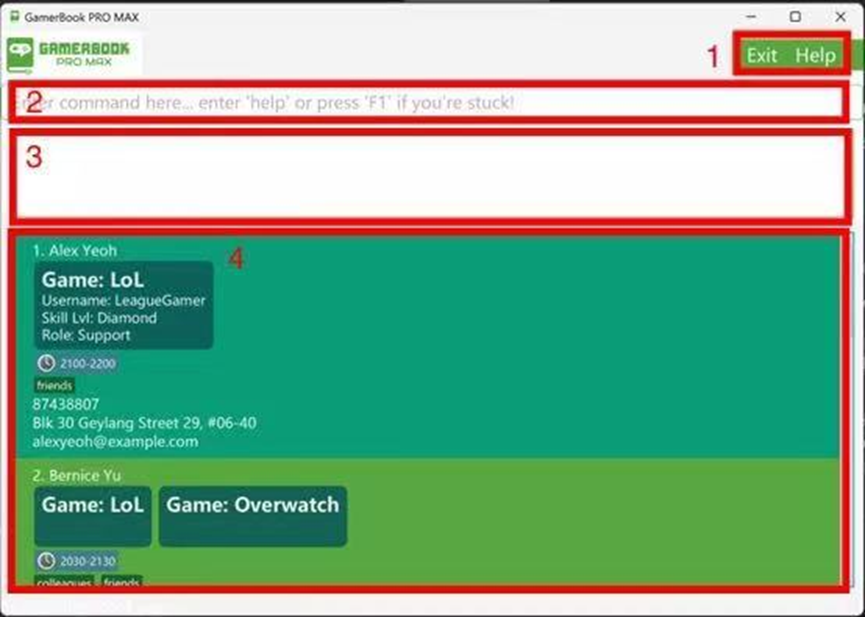 GamerBook PRO MAX
GAMERBOOK
PRO MAX
1
Exit Help
2
command here... enter 'help' or press 'F1' if you're stuck!
3
4
1. Alex Yeoh
Game: LoL
Username: LeagueGamer
Skill Lvl: Diamond
Role: Support
2100-2200
friends
87438807
Blk 30 Geylang Street 29, #06-40
alexyeoh@example.com
2. Bernice Yu
Game: LoL Game: Overwatch
2030-2130
colleagues friends